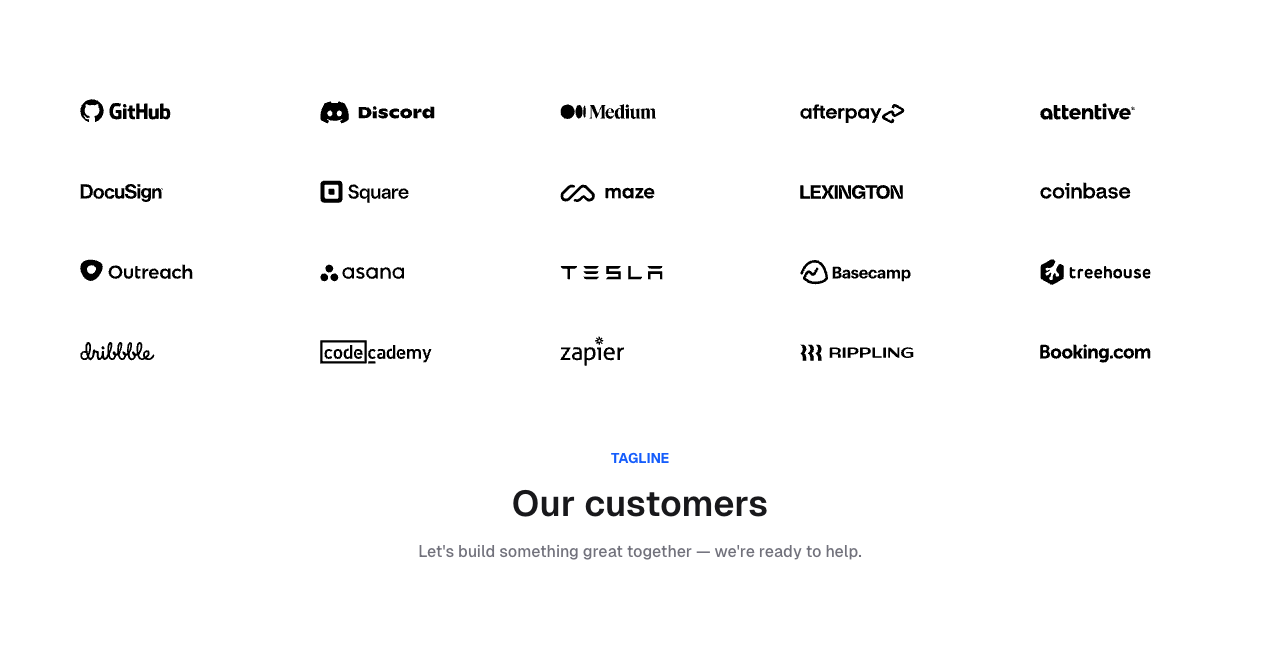 GitHub Discord Medium afterpay attentive®
DocuSign Square maze LEXINGTON coinbase
Outreach asana TESLA Basecamp treehouse
dribbble codecademy zapier RIPPLING Booking.com
TAGLINE
Our customers
Let's build something great together — we're ready to help.